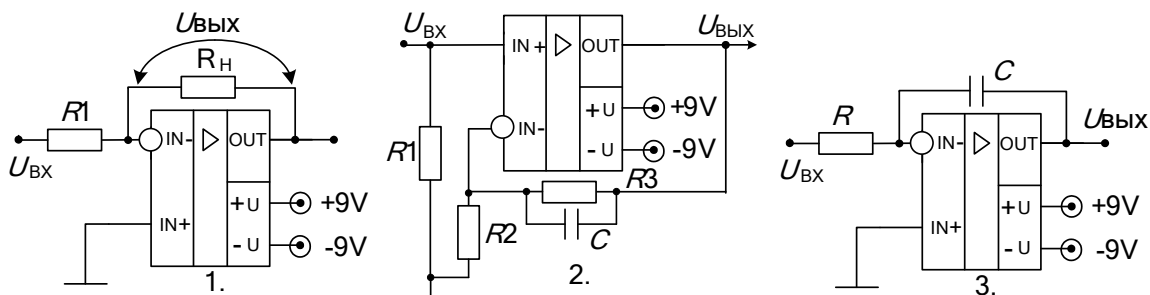 Uвых
RН
R1
UВХ
IN-
OUT
IN+
+U
-U
+9V
-9V
1.
UВХ
UВЫХ
IN+
OUT
IN-
+U
-U
+9V
-9V
R1
R2
R3
C
2.
C
R
UВХ
Uвых
IN-
OUT
IN+
+U
-U
+9V
-9V
3.